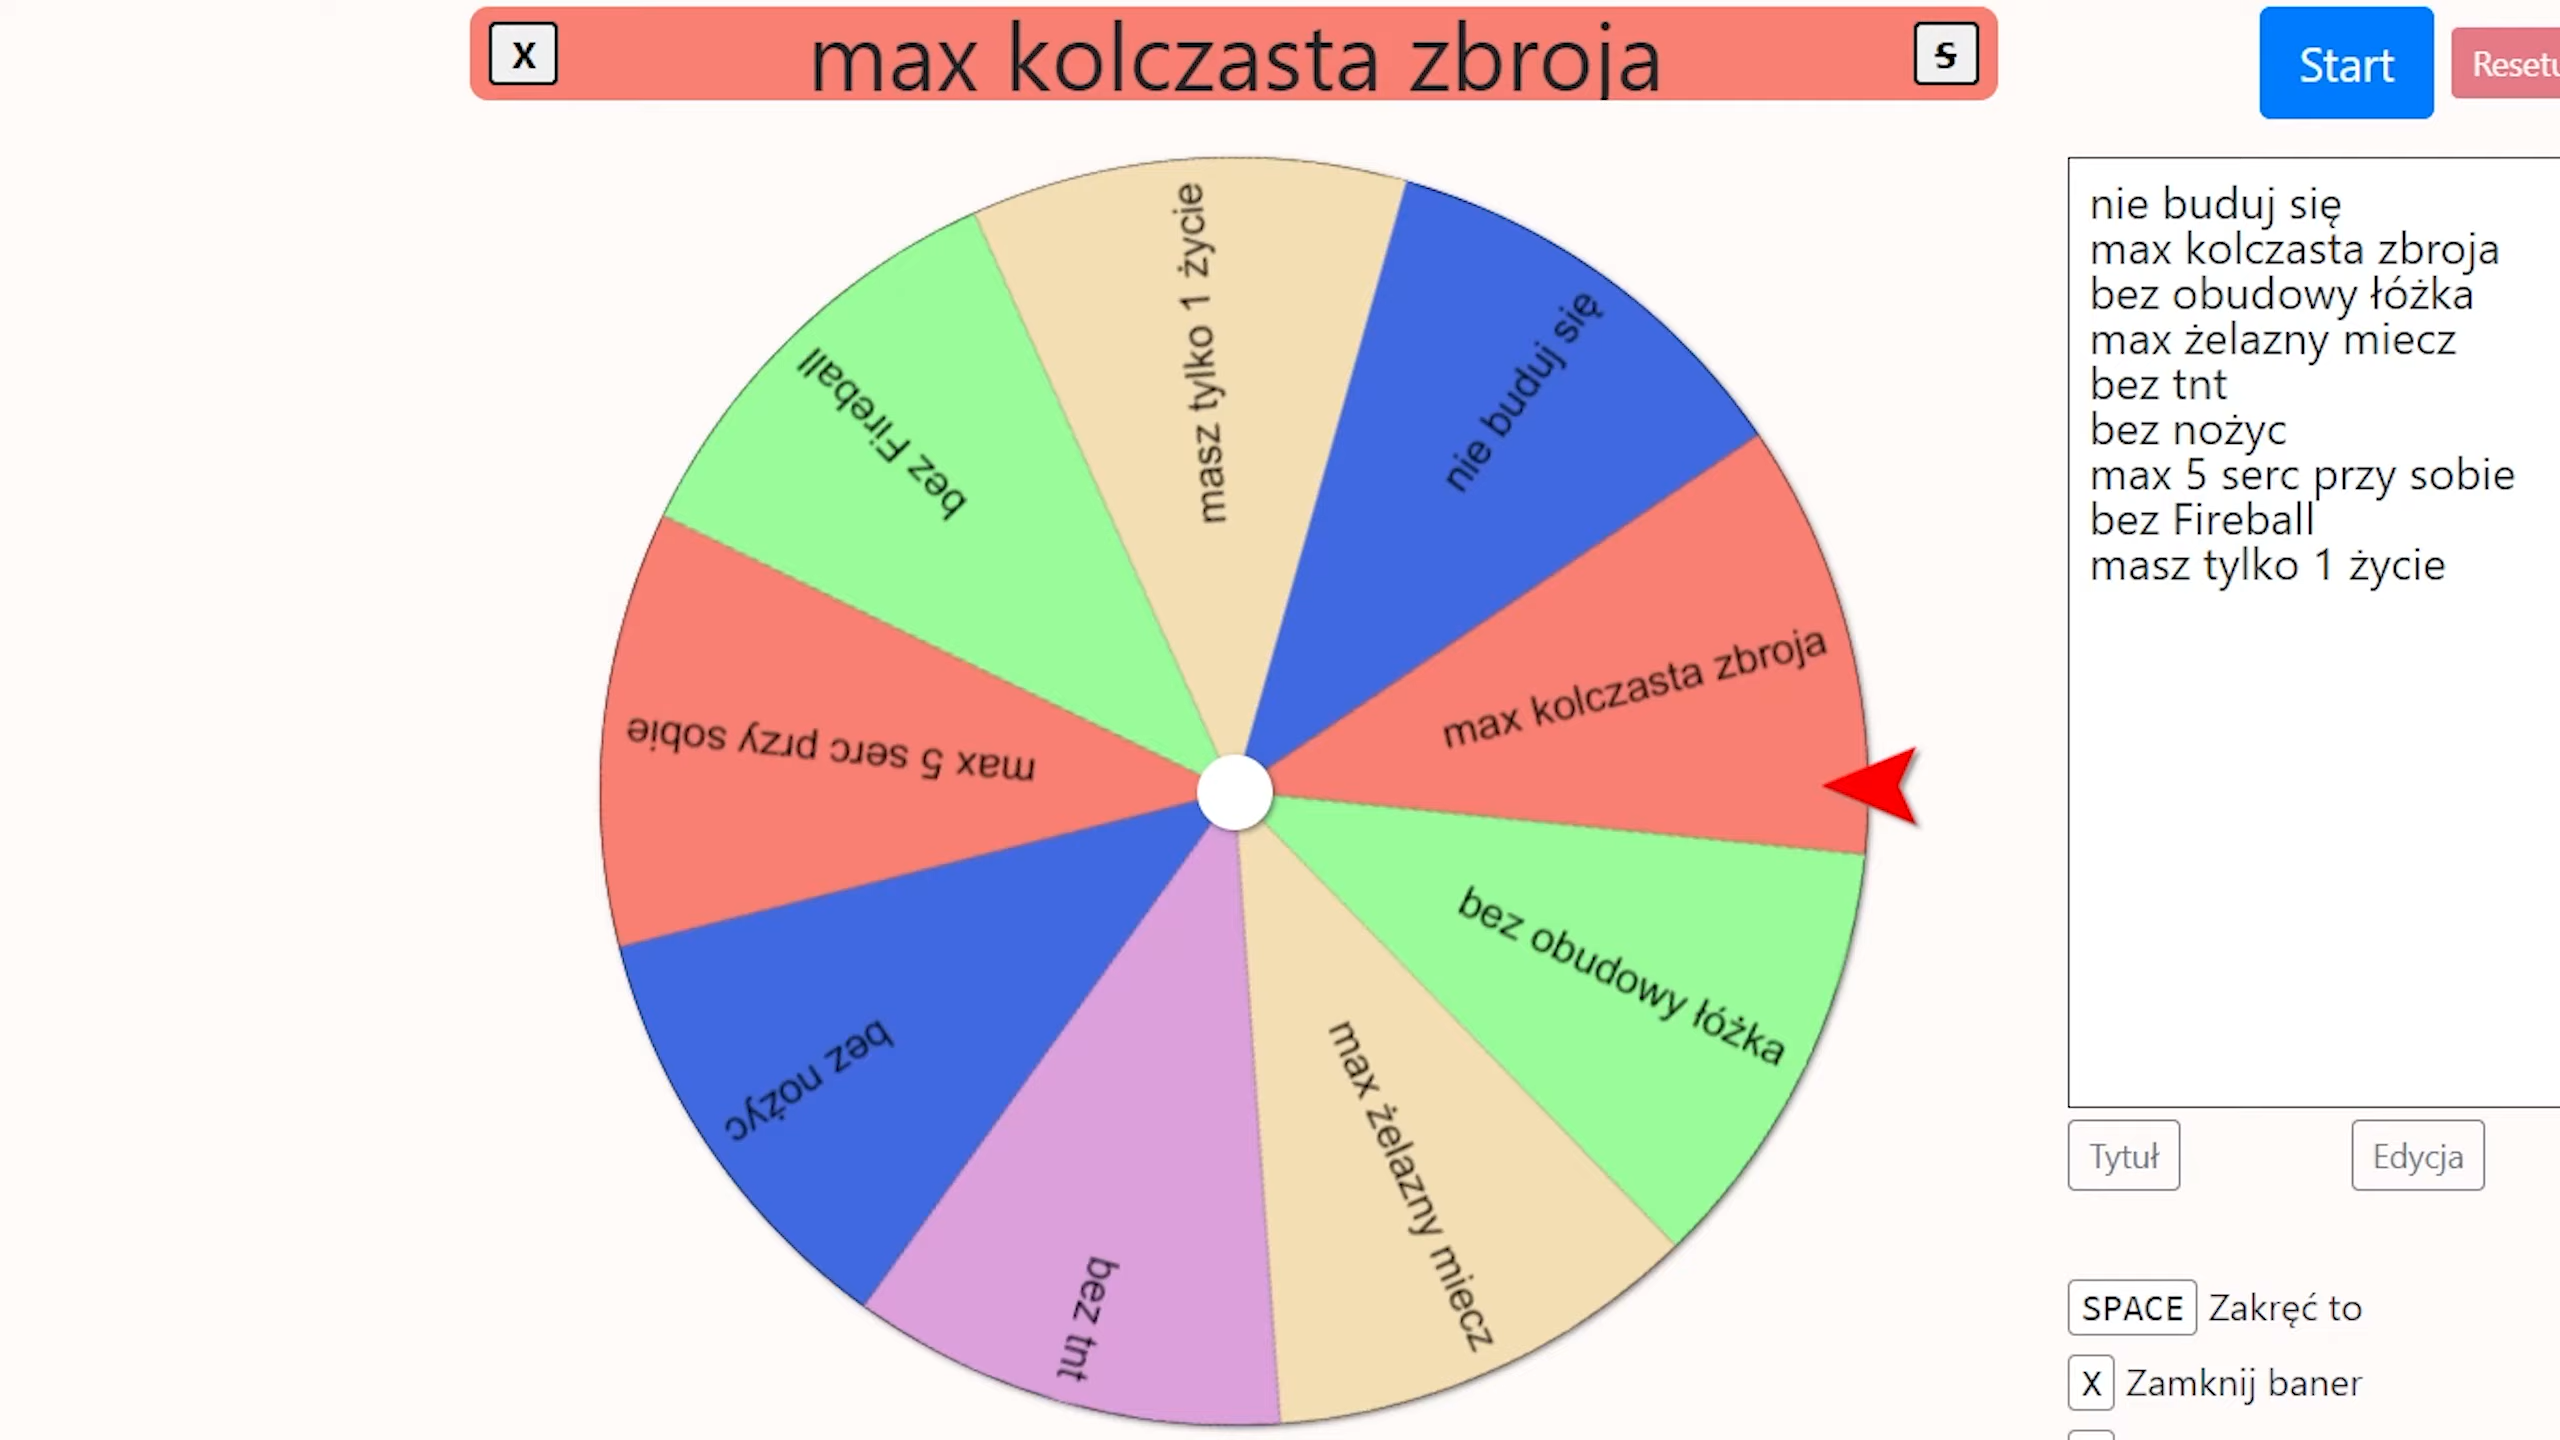 X
max kolczasta zbroja
S
Start
masz tylko 1 życie
nie buduj się
bez Fireball
max kolczasta zbroja
max 5 serc przy sobie
bez obudowy łóżka
bez nożyc
max żelazny miecz
bez tnt
nie buduj się
max kolczasta zbroja
bez obudowy łóżka
max żelazny miecz
bez tnt
bez nożyc
max 5 serc przy sobie
bez Fireball
masz tylko 1 życie
Tytuł
Edycja
SPACE Zakręć to
X Zamknij baner